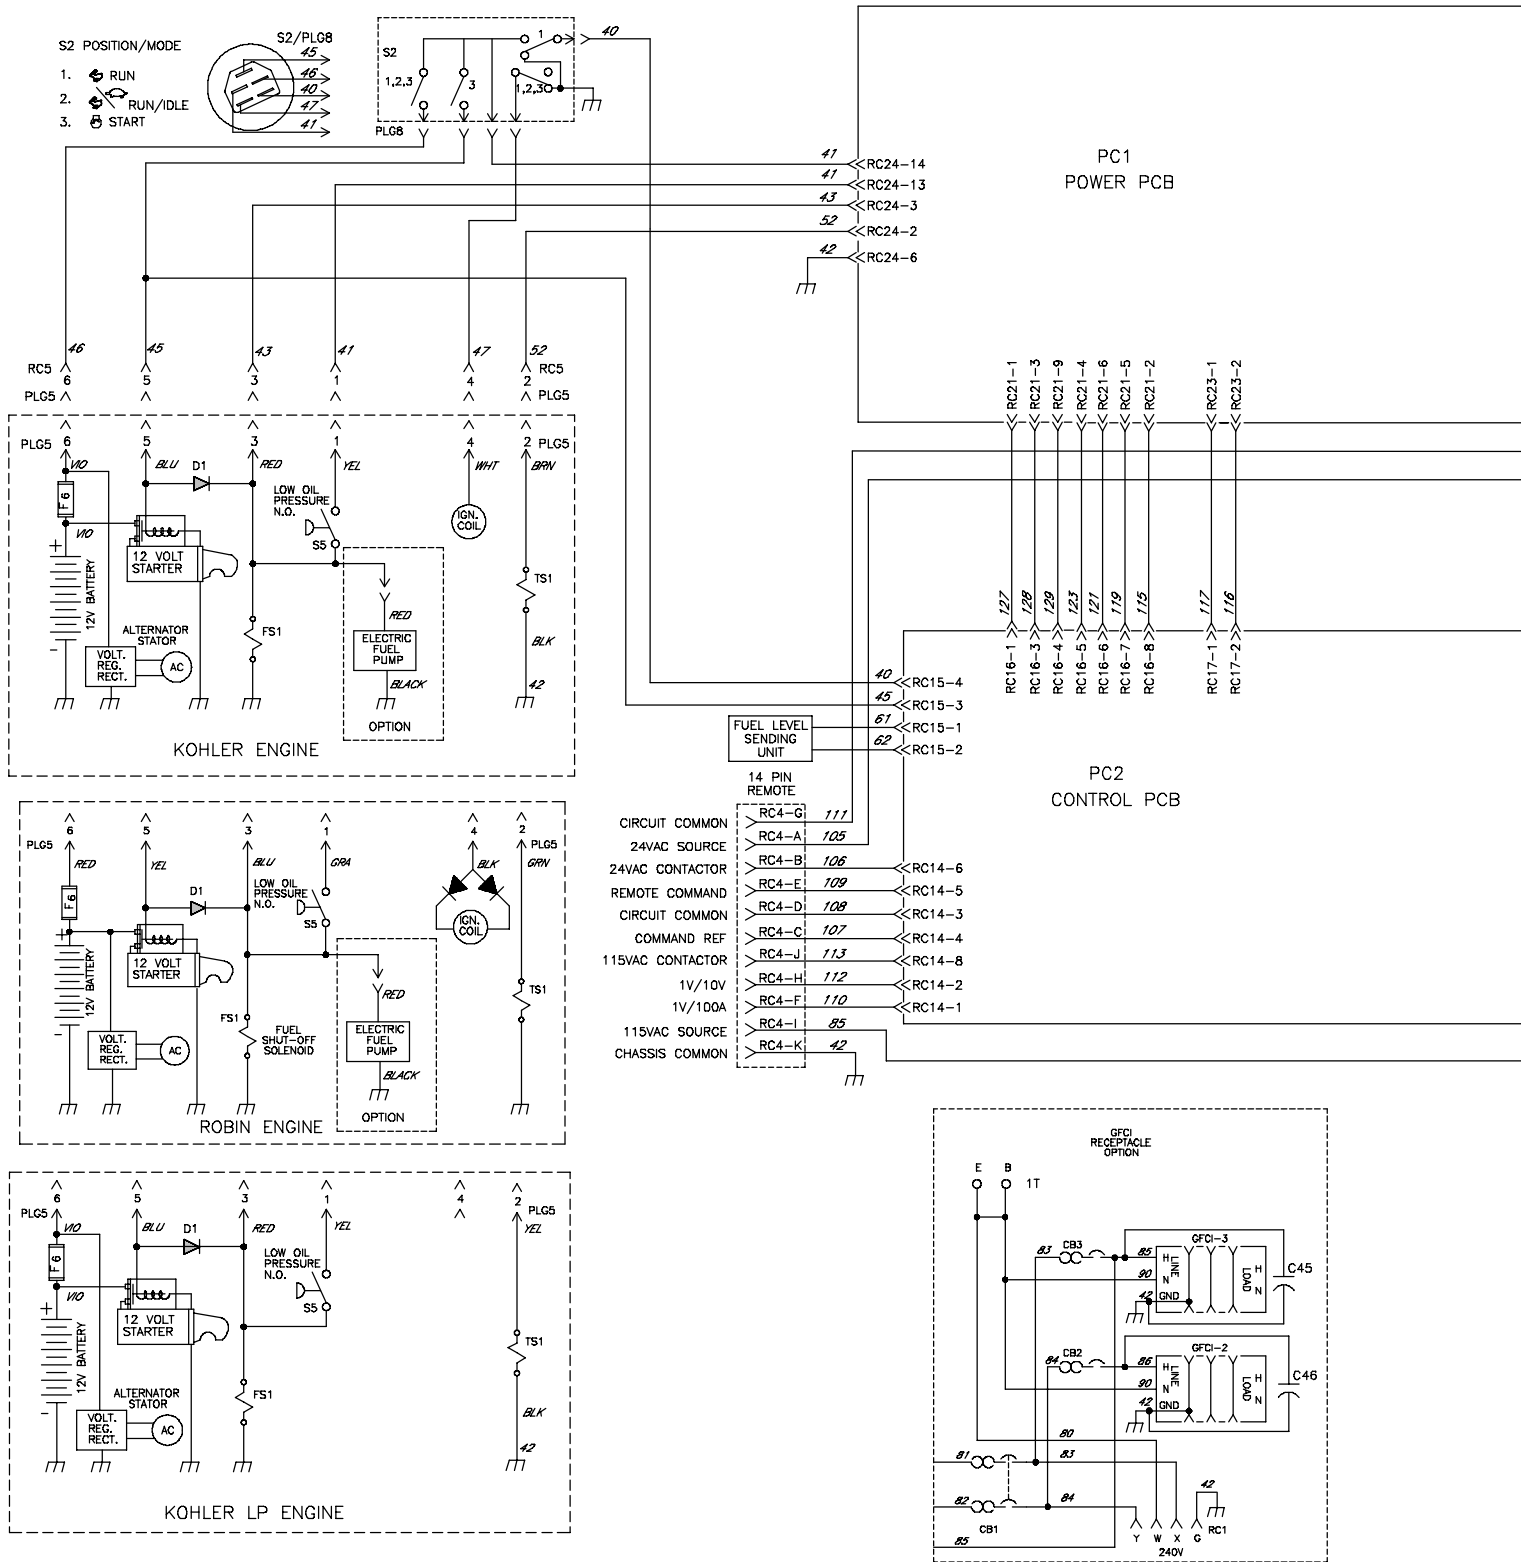 S2 POSITION/MODE
1. RUN
2. RUN/IDLE
3. START
S2/PLG8
45
46
40
47
41
S2
1,2,3
3
1
1,2,3
40
PLG8
41
RC24-14
41
RC24-13
43
RC24-3
52
RC24-2
42
RC24-6
PC1
POWER PCB
46
45
43
41
47
52
RC5
6
5
3
1
4
2
RC5
PLG5
PLG5
PLG5
6
5
3
1
4
2
PLG5
VIO
BLU
D1
RED
YEL
WHT
BRN
F6
LOW OIL
PRESSURE
N.O.
S5
IGN.
COIL
VIO
+
12 VOLT
STARTER
12V BATTERY
-
ALTERNATOR
STATOR
VOLT.
REG.
RECT.
AC
FS1
RED
ELECTRIC
FUEL
PUMP
BLACK
OPTION
TS1
BLK
42
KOHLER ENGINE
RC21-1
RC21-3
RC21-9
RC21-4
RC21-6
RC21-5
RC21-2
RC23-1
RC23-2
127
128
129
123
121
119
115
117
116
RC16-1
RC16-3
RC16-4
RC16-5
RC16-6
RC16-7
RC16-8
RC17-1
RC17-2
40
RC15-4
45
RC15-3
61
RC15-1
62
RC15-2
FUEL LEVEL
SENDING
UNIT
PC2
CONTROL PCB
14 PIN
REMOTE
CIRCUIT COMMON RC4-G 111
24VAC SOURCE RC4-A 105
24VAC CONTACTOR RC4-B 106 RC14-6
REMOTE COMMAND RC4-E 109 RC14-5
CIRCUIT COMMON RC4-D 108 RC14-3
COMMAND REF RC4-C 107 RC14-4
115VAC CONTACTOR RC4-J 113 RC14-8
1V/10V RC4-H 112 RC14-2
1V/100A RC4-F 110 RC14-1
115VAC SOURCE RC4-I 85
CHASSIS COMMON RC4-K 42
6
5
3
1
4
2
PLG5
PLG5
RED
YEL
BLU
GRA
BLK
GRN
F6
D1
LOW OIL
PRESSURE
N.O.
S5
IGN.
COIL
+
12 VOLT
STARTER
12V BATTERY
-
VOLT.
REG.
RECT.
AC
FS1
FUEL
SHUT-OFF
SOLENOID
RED
ELECTRIC
FUEL
PUMP
BLACK
OPTION
TS1
ROBIN ENGINE
6
5
3
1
4
2
PLG5
PLG5
VIO
BLU
D1
RED
YEL
YEL
F6
LOW OIL
PRESSURE
N.O.
S5
VIO
+
12 VOLT
STARTER
12V BATTERY
-
ALTERNATOR
STATOR
VOLT.
REG.
RECT.
AC
FS1
TS1
BLK
42
KOHLER LP ENGINE
GFCI
RECEPTACLE
OPTION
E B 1T
83
CB3
85
90
42
H
N
LINE
GND
GFCI-3
H
N
LOAD
C45
84
CB2
86
90
42
H
N
LINE
GND
GFCI-2
H
N
LOAD
C46
80
81
83
82
84
CB1
85
42
Y W X G RC1
240V